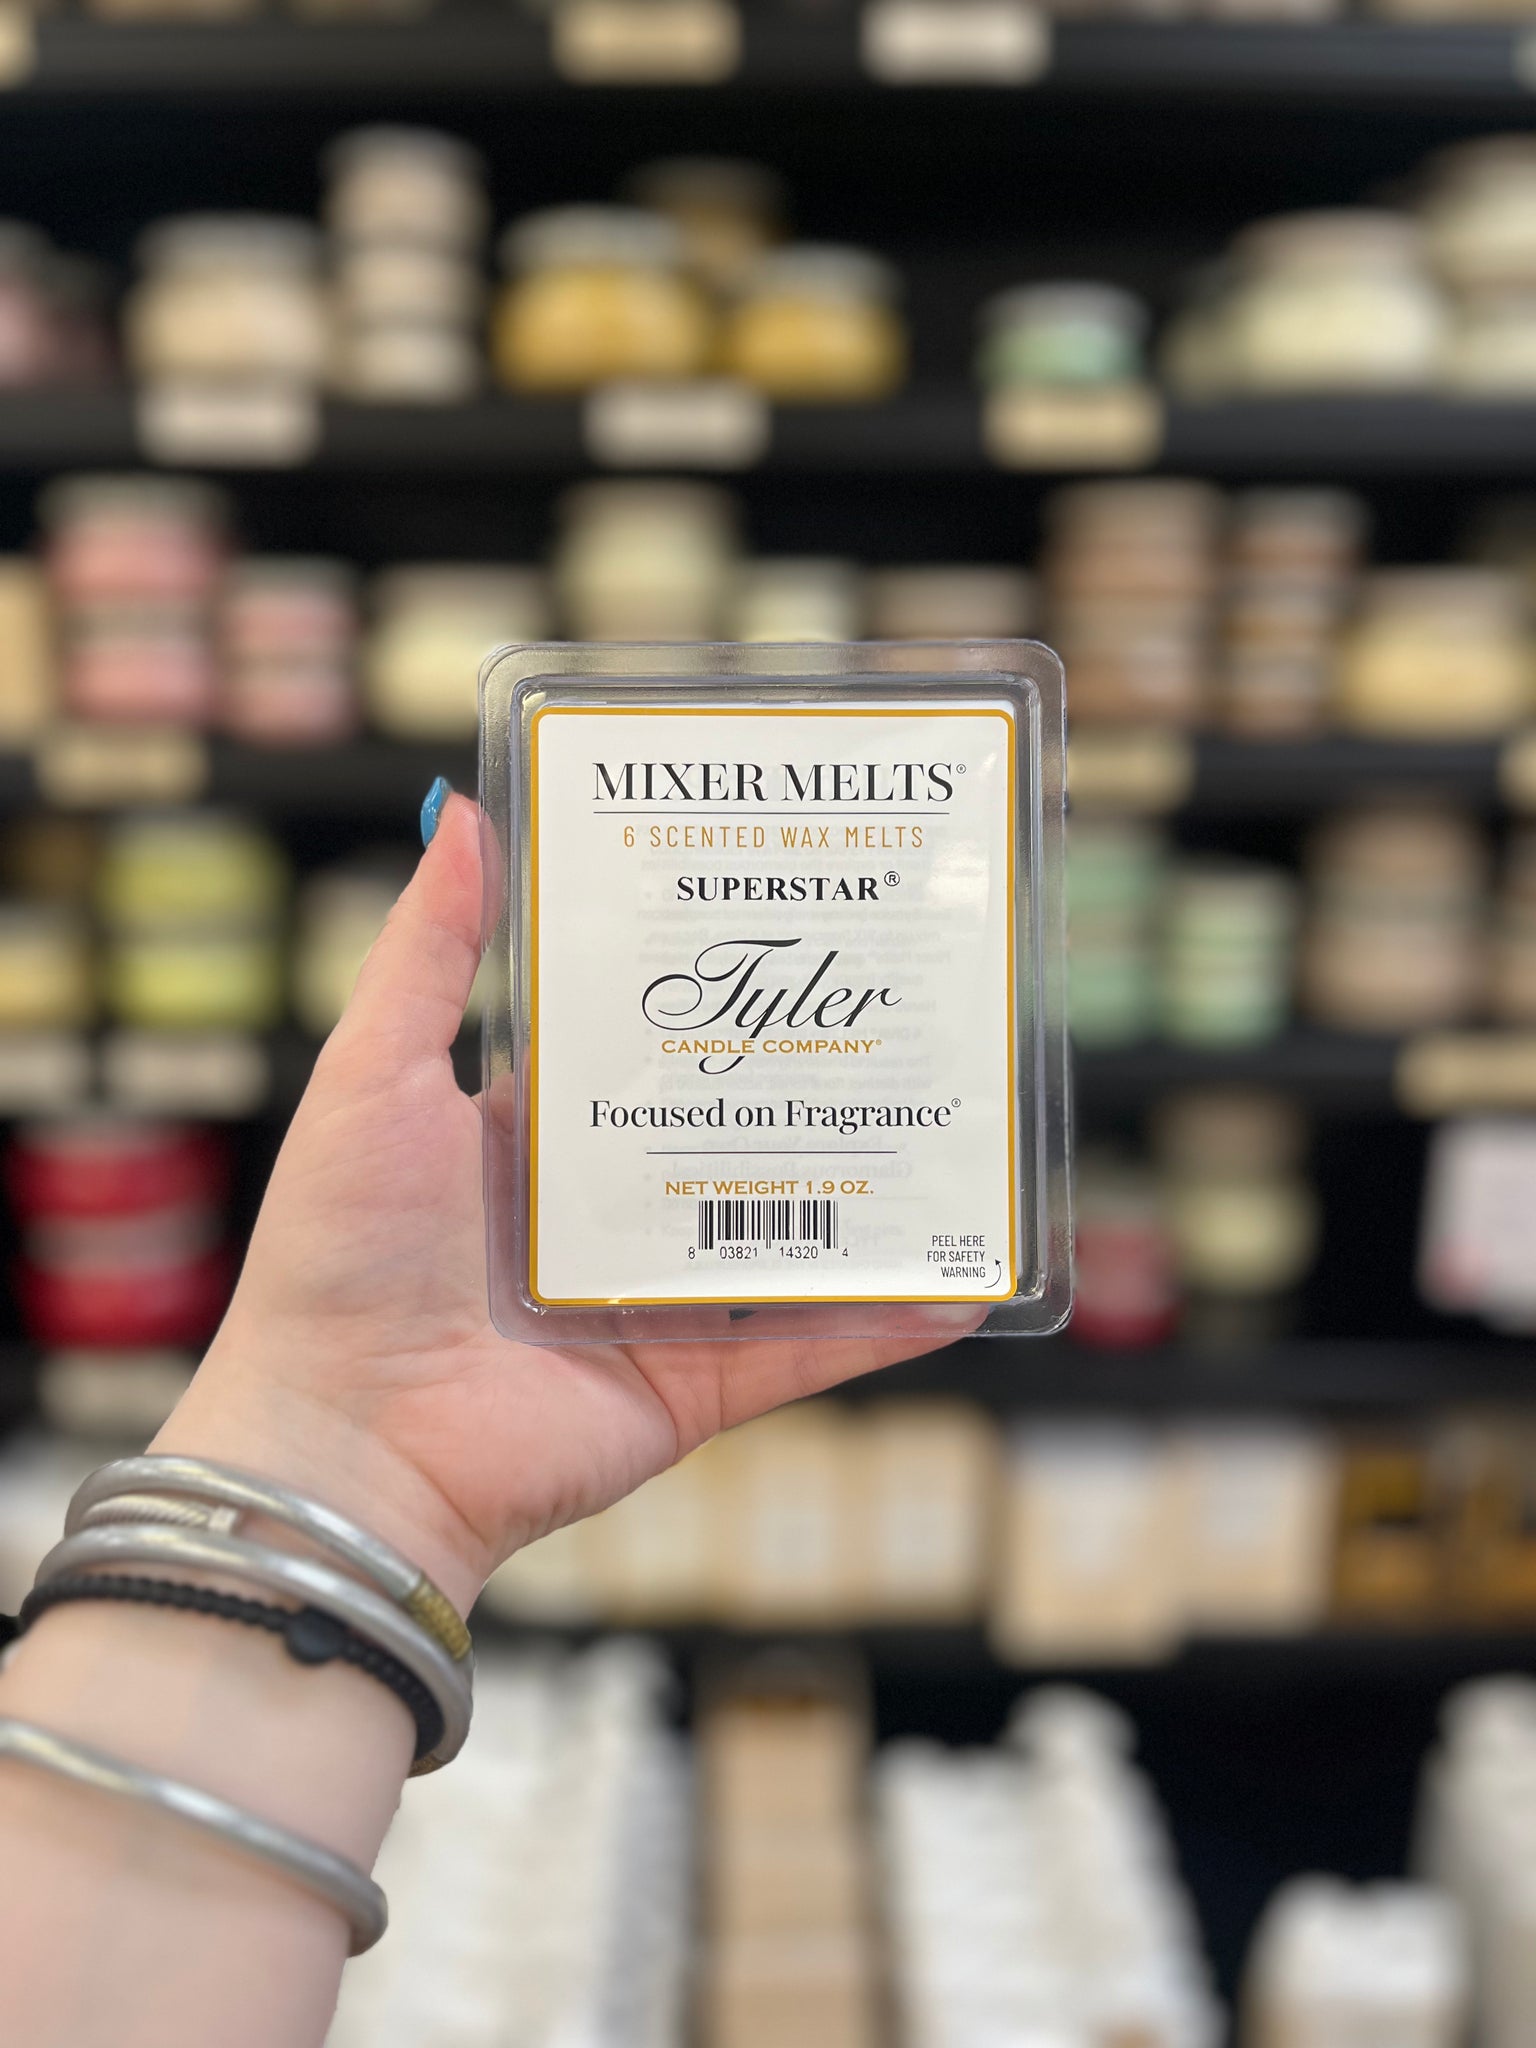 MIXER MELTS®
6 SCENTED WAX MELTS
SUPERSTAR®
Tyler
CANDLE COMPANY®
Focused on Fragrance®
NET WEIGHT 1.9 OZ.
8 03821 14320 4
PEEL HERE
FOR SAFETY
WARNING